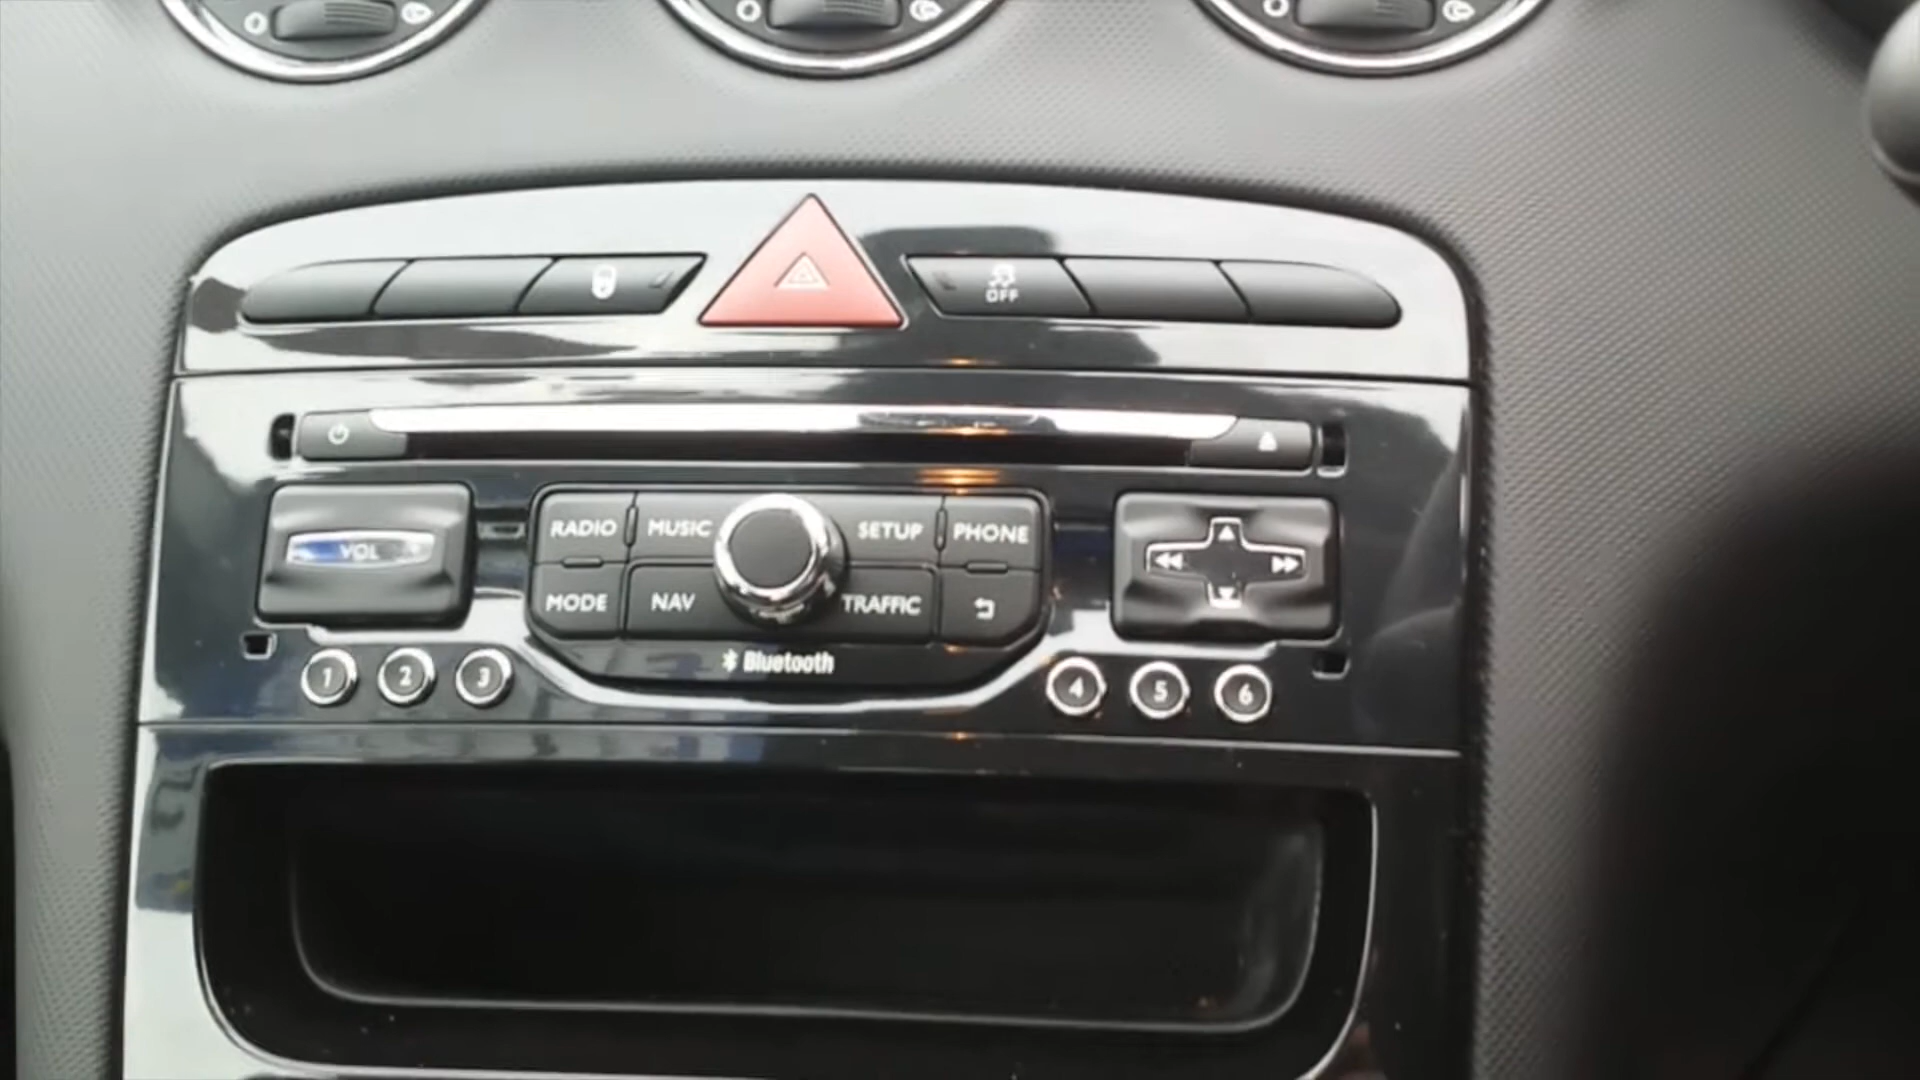 OFF
VOL
RADIO MUSIC SETUP PHONE
MODE NAV TRAFFIC
Bluetooth
1 2 3 4 5 6